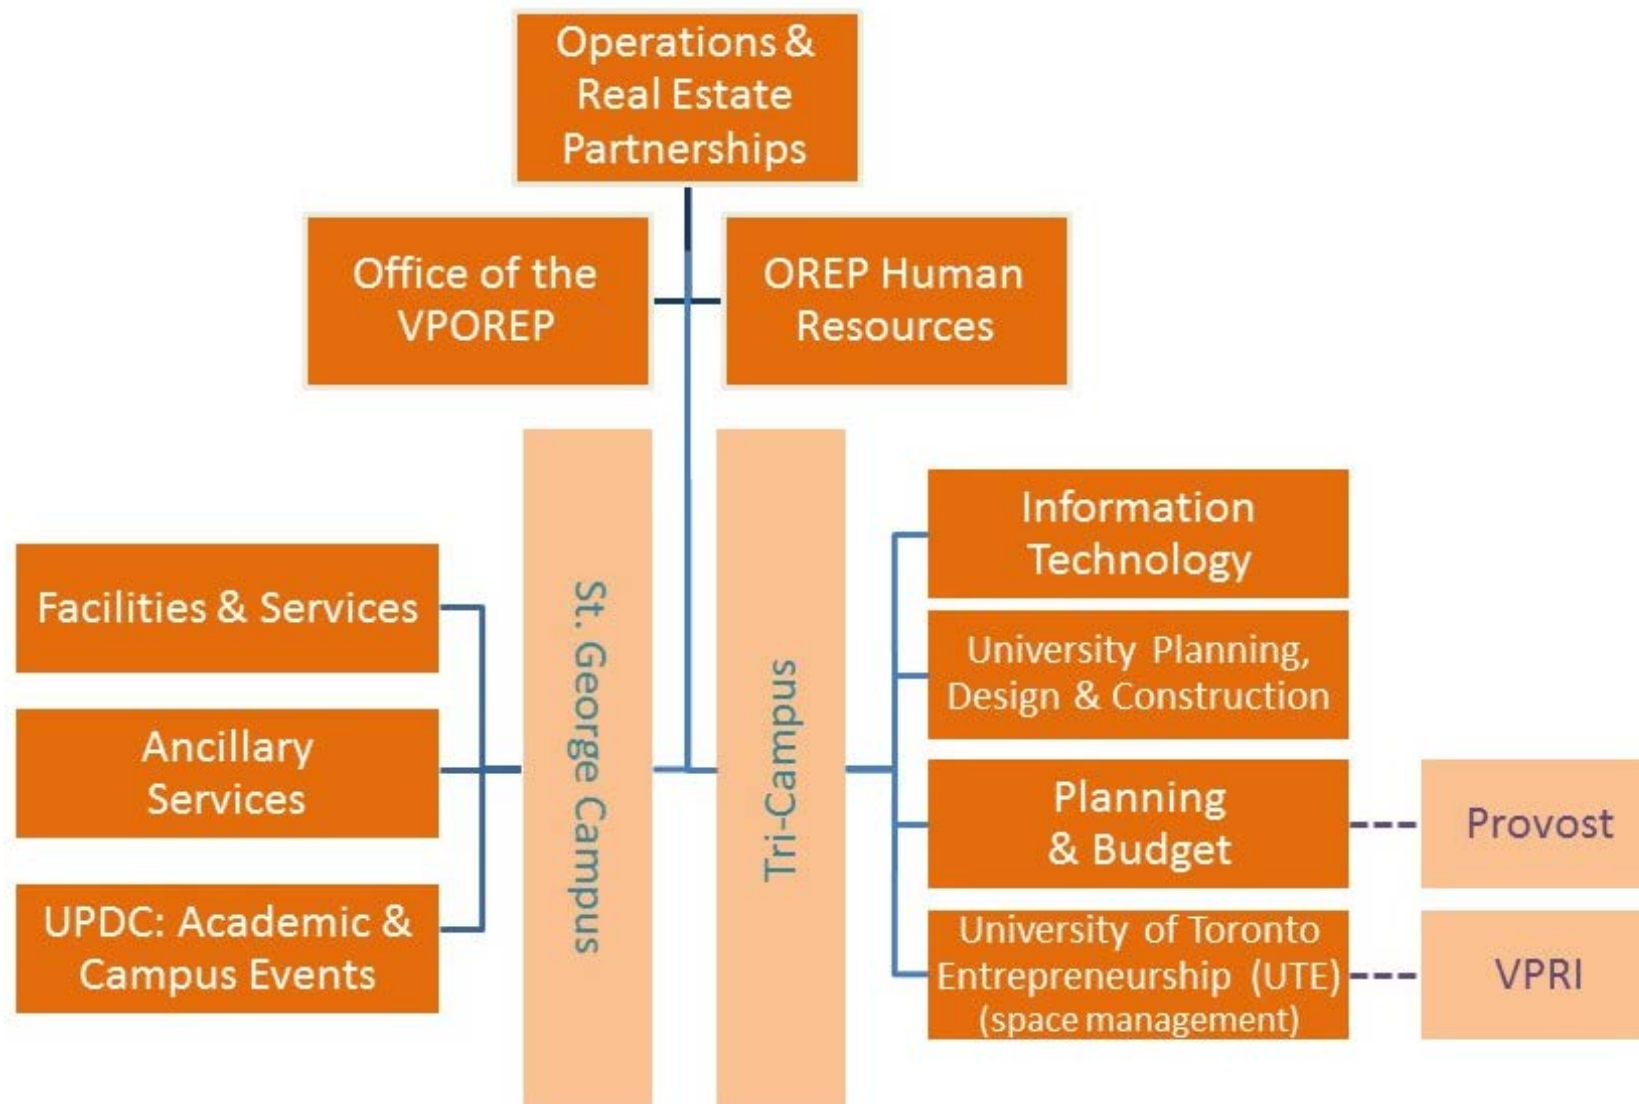 Operations &
Real Estate
Partnerships
Office of the
VPOREP
OREP Human
Resources
St. George Campus
Tri-Campus
Facilities & Services
Ancillary
Services
UPDC: Academic &
Campus Events
Information
Technology
University Planning,
Design & Construction
Planning
& Budget
Provost
University of Toronto
Entrepreneurship (UTE)
(space management)
VPRI